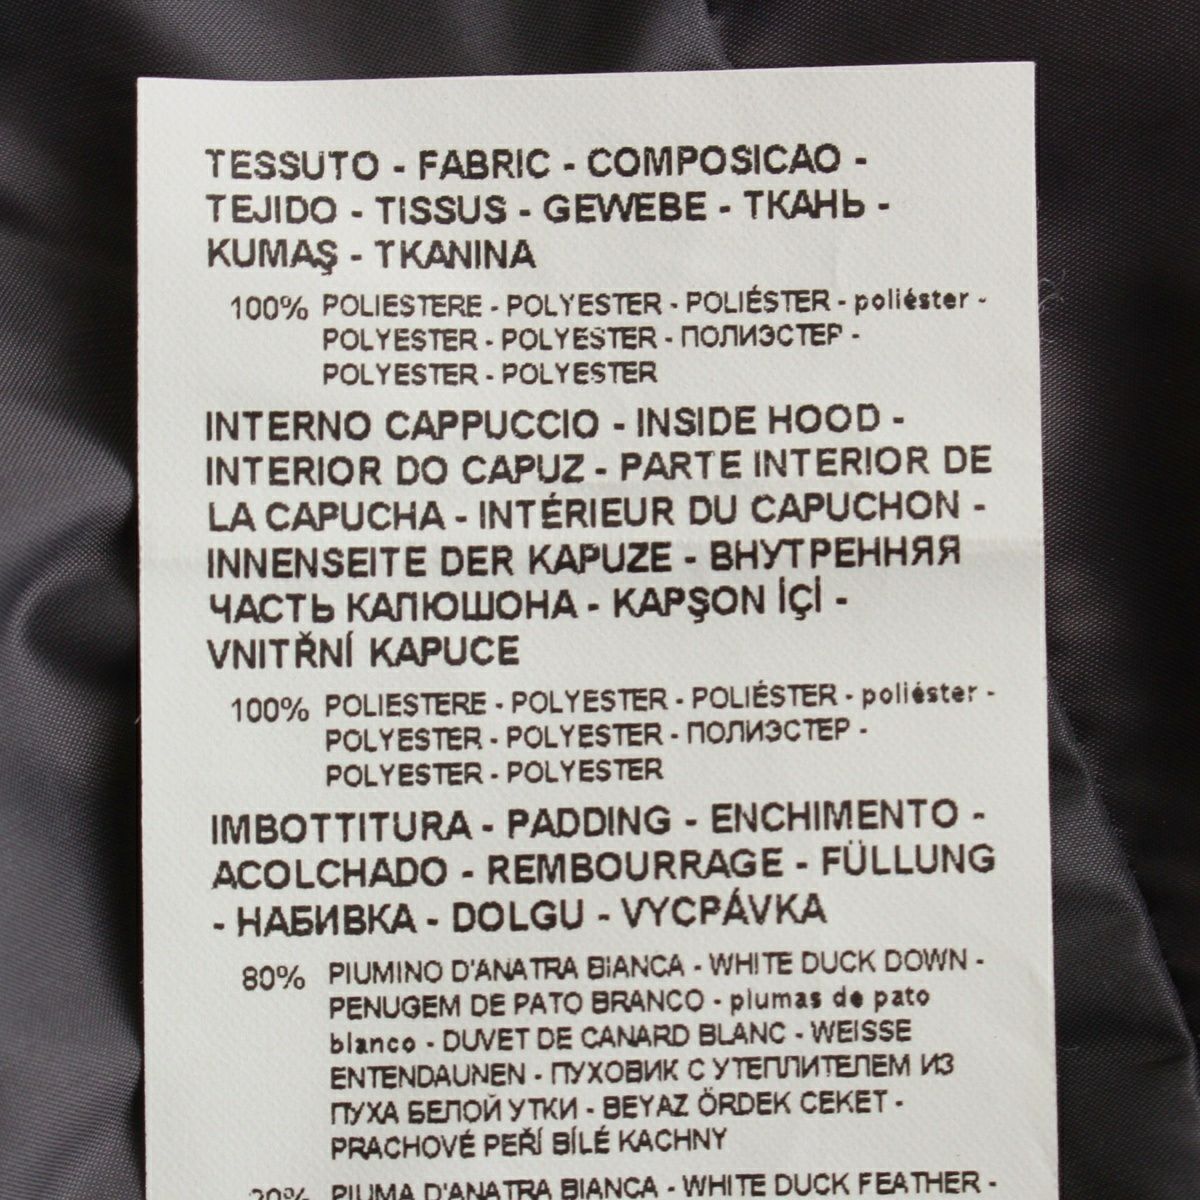 TESSUTO - FABRIC - COMPOSICAO -
TEJIDO - TISSUS - GEWEBE - ТКАНЬ -
KUMAŞ - TKANINA
100% POLIESTERE - POLYESTER - POLIÉSTER - poliéster -
POLYESTER - POLYESTER - ПОЛИЭСТЕР -
POLYESTER - POLYESTER
INTERNO CAPPUCCIO - INSIDE HOOD -
INTERIOR DO CAPUZ - PARTE INTERIOR DE
LA CAPUCHA - INTÉRIEUR DU CAPUCHON -
INNENSEITE DER KAPUZE - ВНУТРЕННЯЯ
ЧАСТЬ КАПЮШОНА - KAPŞON İÇİ -
VNITŘNÍ KAPUCE
100% POLIESTERE - POLYESTER - POLIÉSTER - poliéster -
POLYESTER - POLYESTER - ПОЛИЭСТЕР -
POLYESTER - POLYESTER
IMBOTTITURA - PADDING - ENCHIMENTO -
ACOLCHADO - REMBOURRAGE - FÜLLUNG
- НАБИВКА - DOLGU - VYCPÁVKA
80% PIUMINO D'ANATRA BIANCA - WHITE DUCK DOWN -
PENUGEM DE PATO BRANCO - plumas de pato
blanco - DUVET DE CANARD BLANC - WEISSE
ENTENDAUNEN - ПУХОВИК С УТЕПЛИТЕЛЕМ ИЗ
ПУХА БЕЛОЙ УТКИ - BEYAZ ÖRDEK CEKET -
PRACHOVÉ PEŘÍ BÍLÉ KACHNY
20% PIUMA D'ANATRA BIANCA - WHITE DUCK FEATHER -